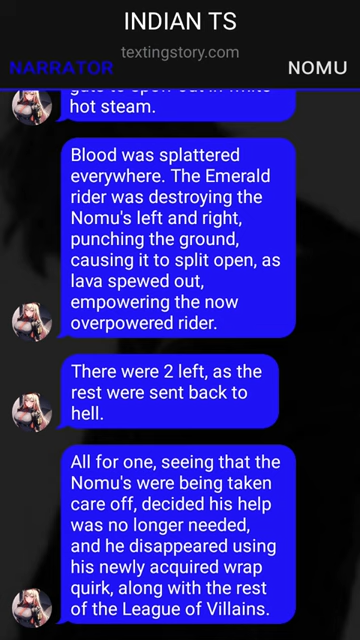 INDIAN TS
textingstory.com
NARRATOR
NOMU
hot steam.
Blood was splattered
everywhere. The Emerald
rider was destroying the
Nomu's left and right,
punching the ground,
causing it to split open, as
lava spewed out,
empowering the now
overpowered rider.
There were 2 left, as the
rest were sent back to
hell.
All for one, seeing that the
Nomu's were being taken
care off, decided his help
was no longer needed,
and he disappeared using
his newly acquired wrap
quirk, along with the rest
of the League of Villains.